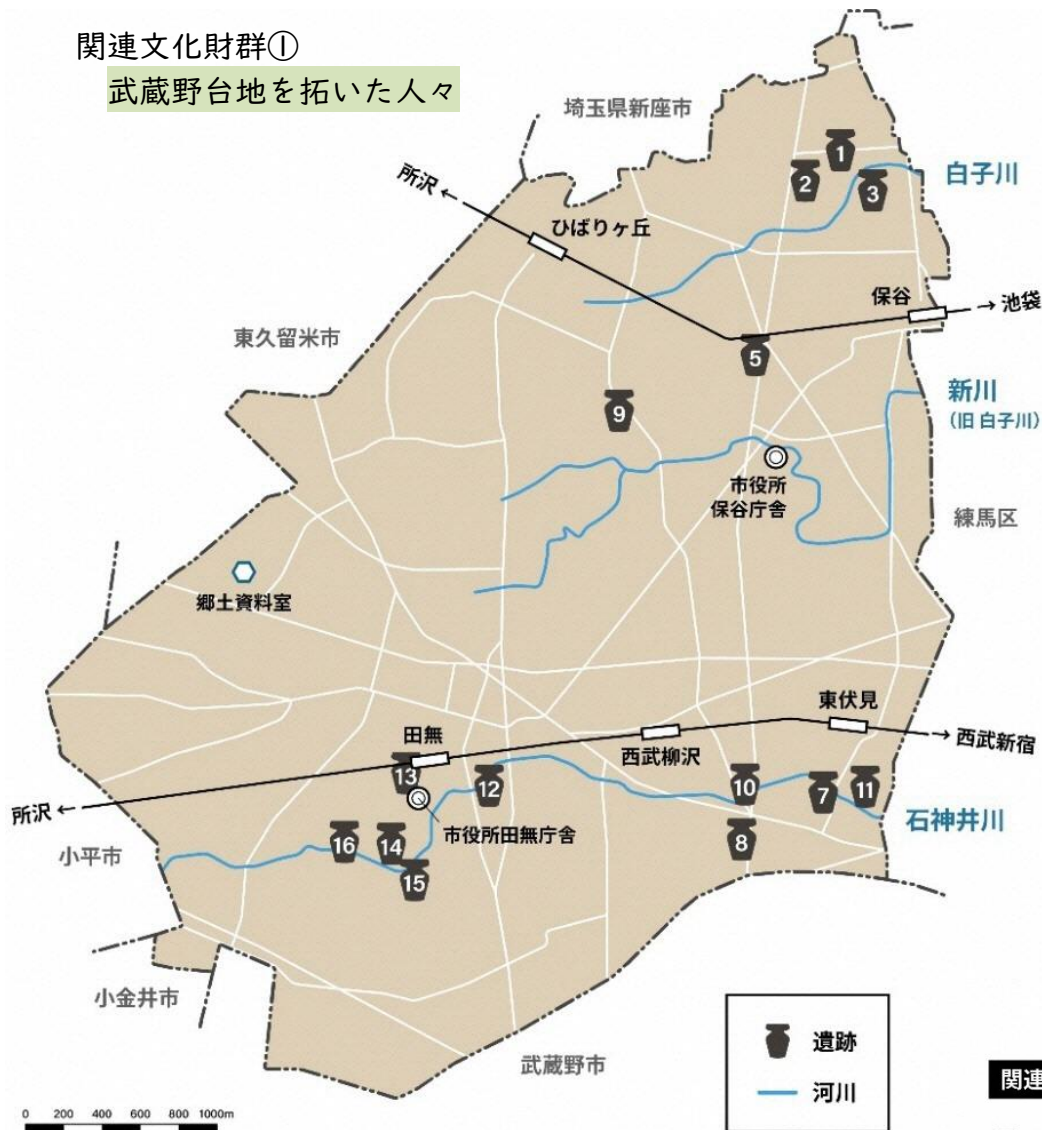 関連文化財群①
武蔵野台地を拓いた人々
埼玉県新座市
白子川
1
2
3
所沢←
ひばりヶ丘
保谷
→池袋
東久留米市
5
新川
(旧 白子川)
9
市役所
保谷庁舎
練馬区
郷土資料室
東伏見
田無
西武柳沢
→西武新宿
13
12
10
7
11
所沢←
市役所田無庁舎
石神井川
小平市
16
14
8
15
小金井市
武蔵野市
遺跡
河川
関連
0 200 400 600 800 1000m